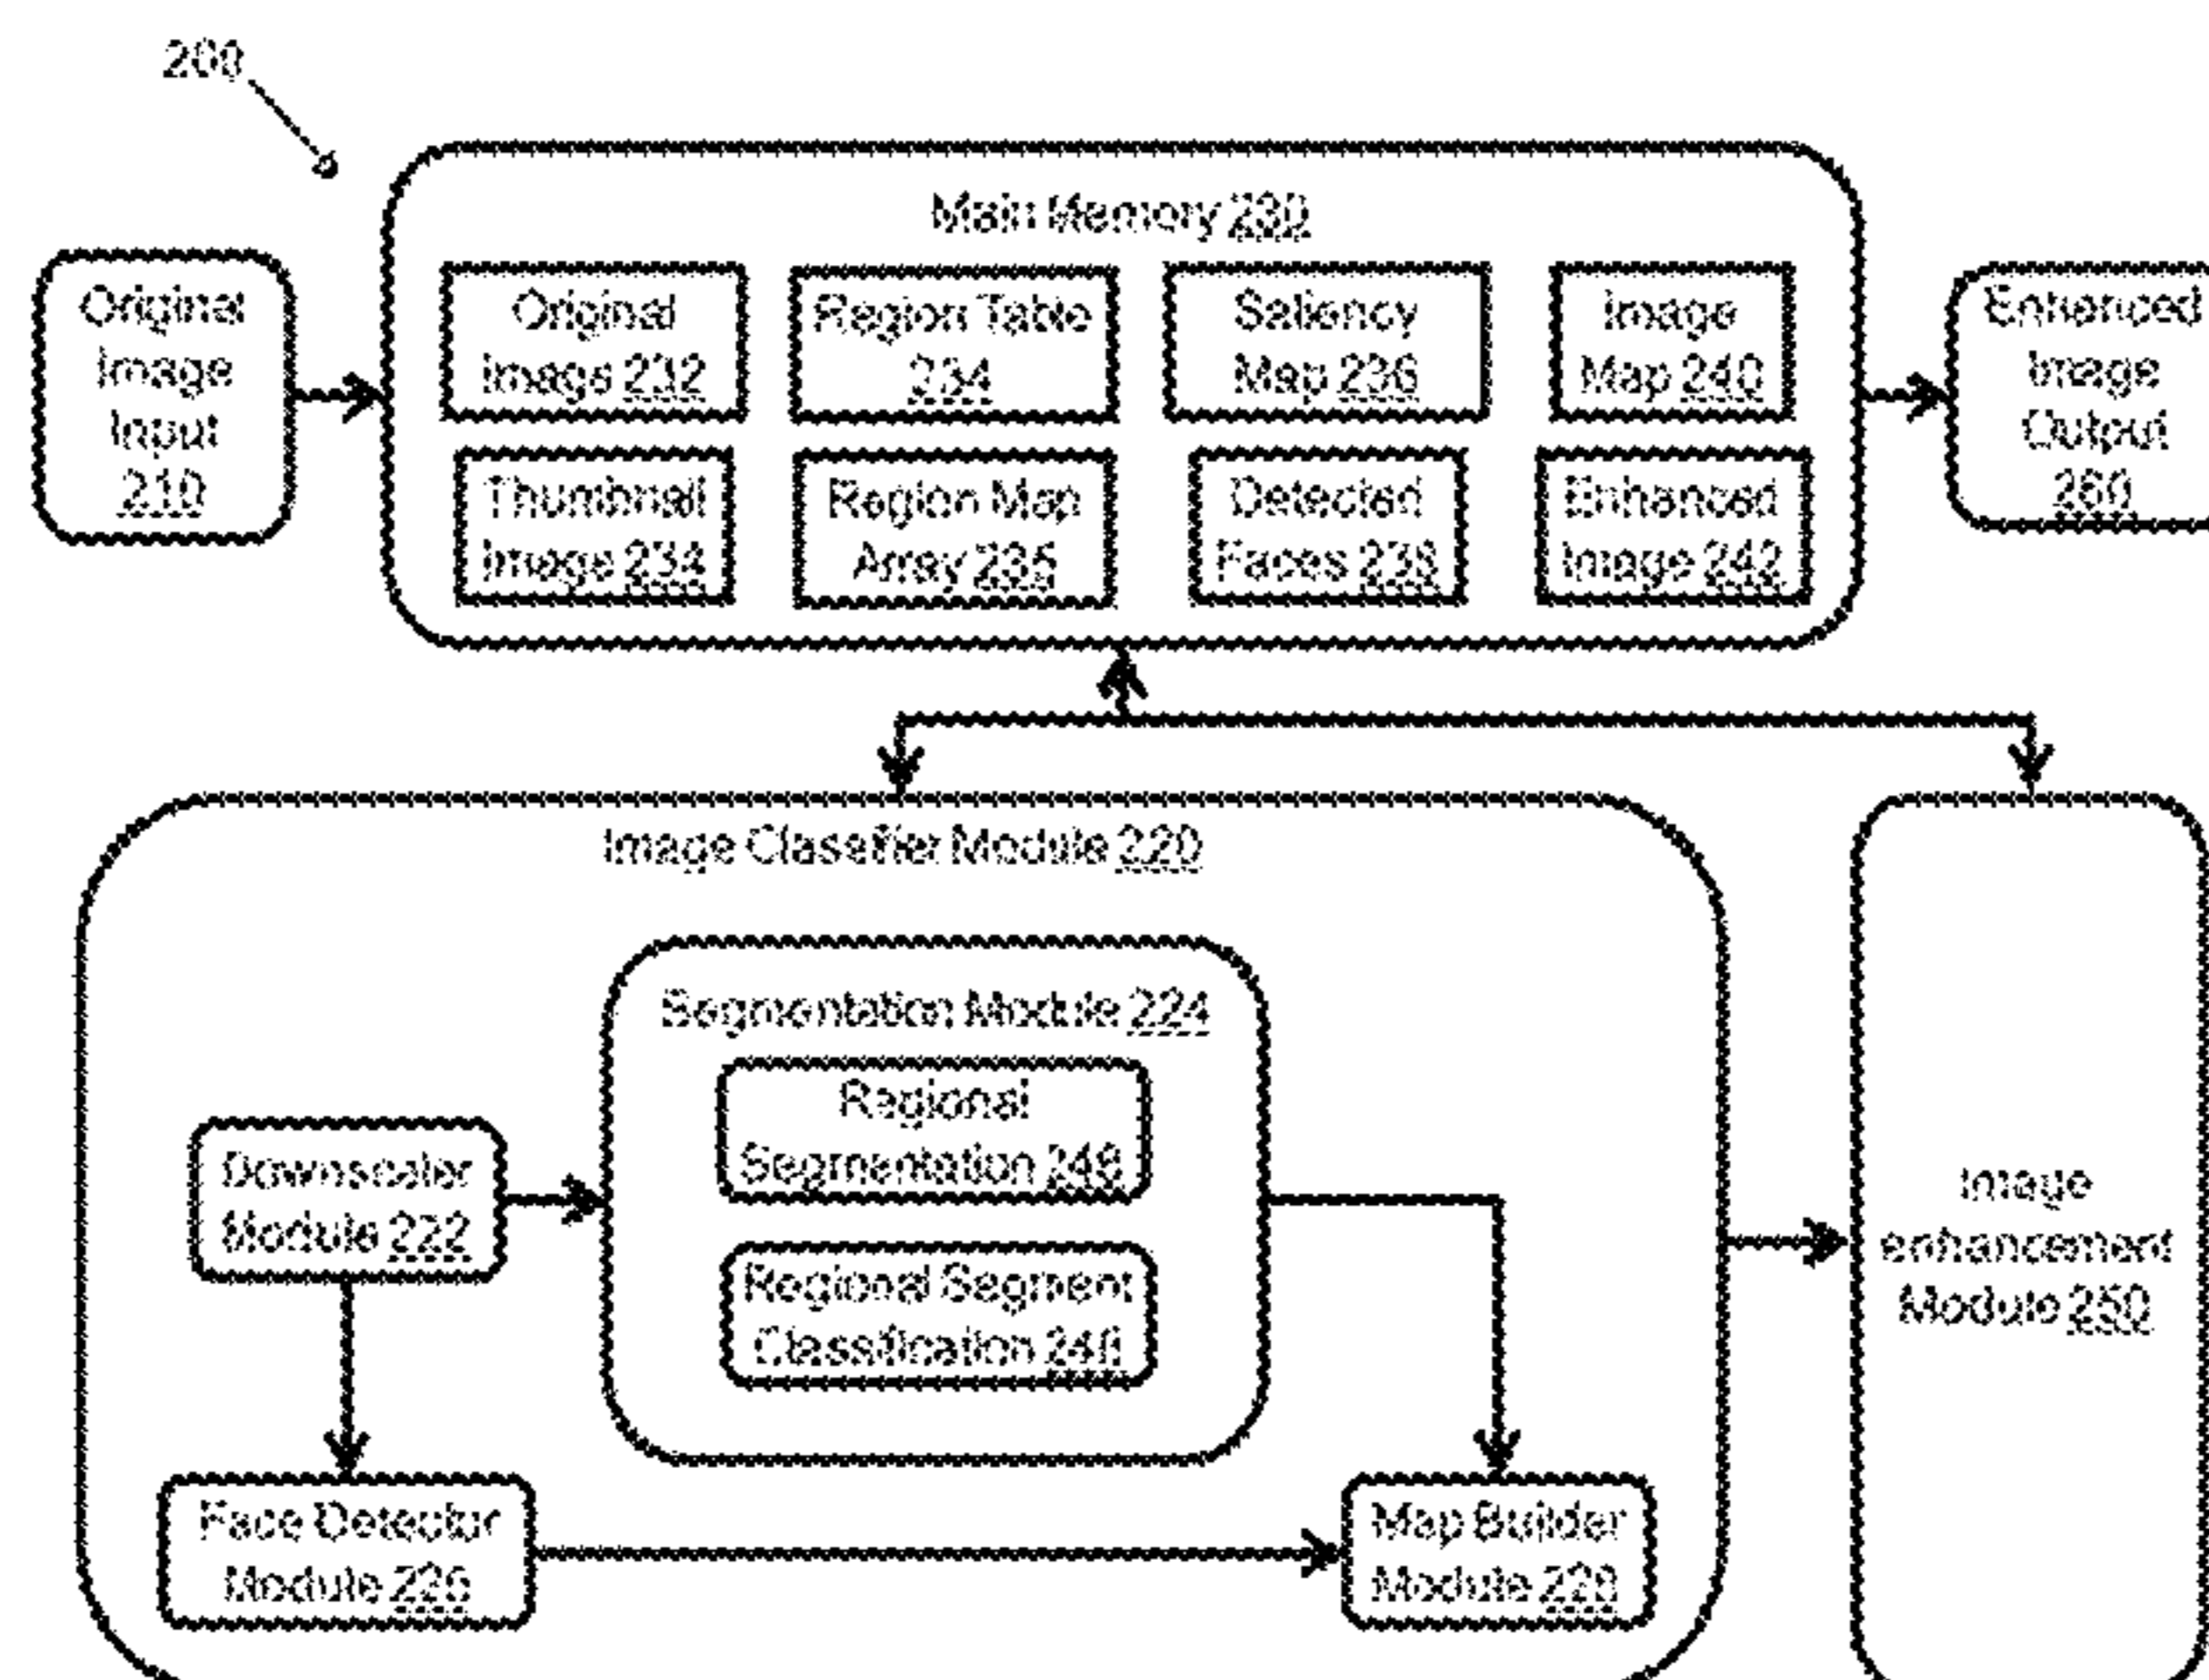 200
Main Memory 230
Original
Image
Input
210
Original
Image 232
Region Table
234
Saliency
Map 236
Image
Map 240
Thumbnail
Image 234
Region Map
Array 235
Detected
Faces 238
Enhanced
Image 242
Enhanced
Image
Output
260
Image Classifier Module 220
Segmentation Module 224
Regional
Segmentation
Regional Segment
Classification
Downscaler
Module 222
Face Detector
Module 226
Map Builder
Module 228
Image
enhancement
Module 250